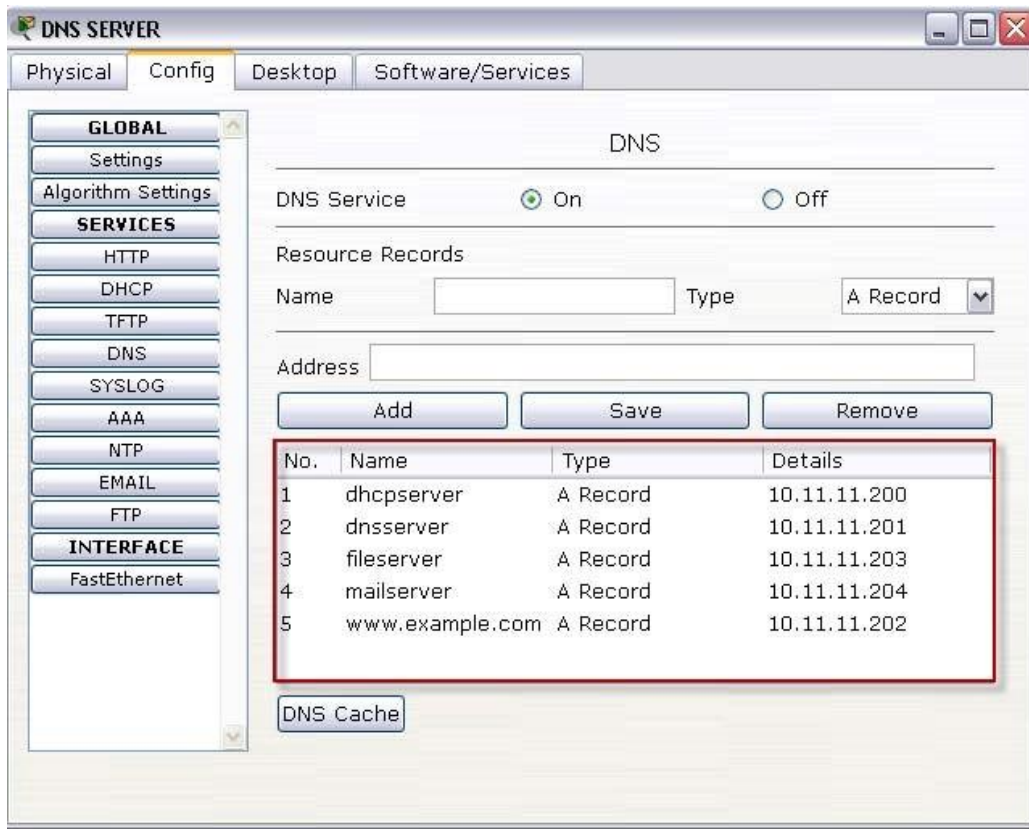 DNS SERVER
Physical Config Desktop Software/Services
GLOBAL
Settings
Algorithm Settings
SERVICES
HTTP
DHCP
TFTP
DNS
SYSLOG
AAA
NTP
EMAIL
FTP
INTERFACE
FastEthernet
DNS
DNS Service On Off
Resource Records
Name Type A Record
Address
Add Save Remove
No. Name Type Details
1 dhcpserver A Record 10.11.11.200
2 dnsserver A Record 10.11.11.201
3 fileserver A Record 10.11.11.203
4 mailserver A Record 10.11.11.204
5 www.example.com A Record 10.11.11.202
DNS Cache